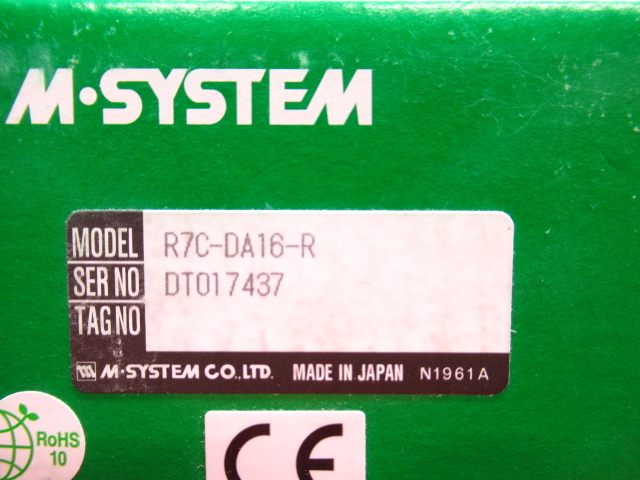 M·SYSTEM
MODEL R7C-DA16-R
SER NO DT017437
TAG NO
M·SYSTEM CO.,LTD. MADE IN JAPAN N1961A
RoHS
10
CE